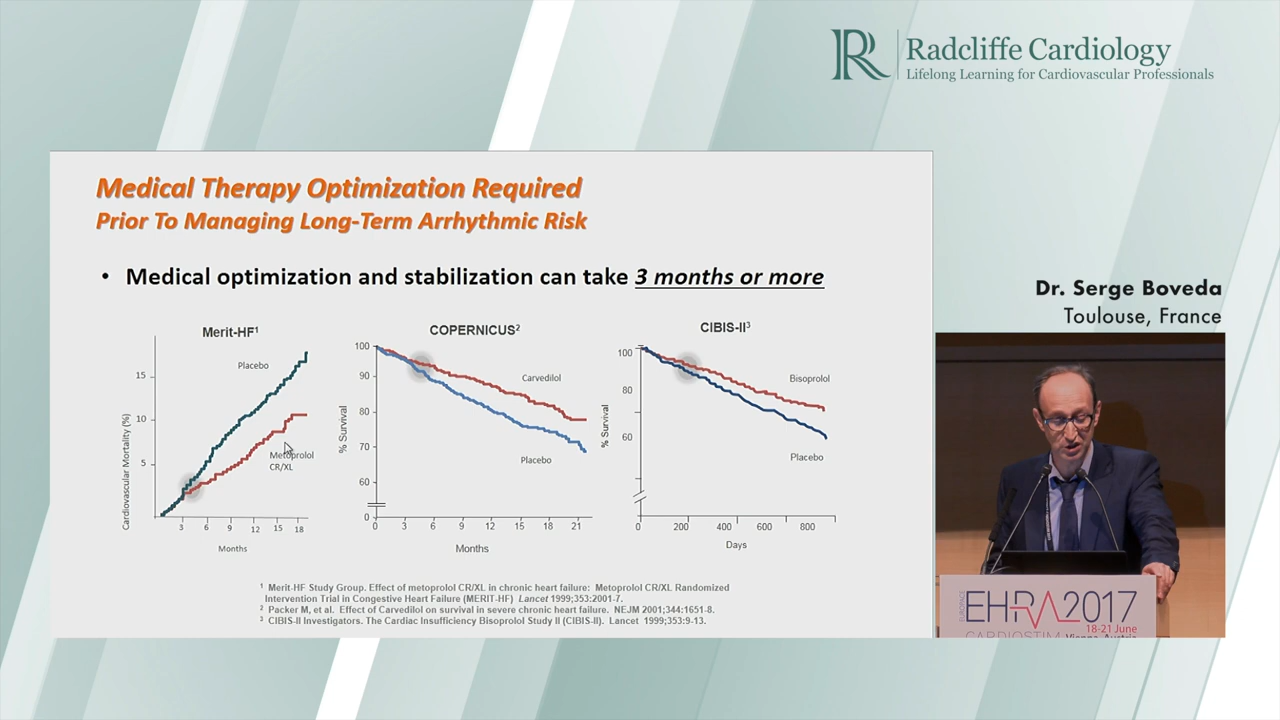 Radcliffe Cardiology
Lifelong Learning for Cardiovascular Professionals
Medical Therapy Optimization Required
Prior To Managing Long-Term Arrhythmic Risk
• Medical optimization and stabilization can take 3 months or more
Merit-HF¹
Cardiovascular Mortality (%)
15
10
5
Placebo
Metoprolol
CR/XL
3 6 9 12 15 18
Months
COPERNICUS²
% Survival
100
90
80
70
60
0
Carvedilol
Placebo
0 3 6 9 12 15 18 21
Months
CIBIS-II³
% Survival
100
80
60
Bisoprolol
Placebo
0 200 400 600 800
Days
¹ Merit-HF Study Group. Effect of metoprolol CR/XL in chronic heart failure: Metoprolol CR/XL Randomized
Intervention Trial in Congestive Heart Failure (MERIT-HF) Lancet 1999;353:2001-7.
² Packer M, et al. Effect of Carvedilol on survival in severe chronic heart failure. NEJM 2001;344:1651-8.
³ CIBIS-II Investigators. The Cardiac Insufficiency Bisoprolol Study II (CIBIS-II). Lancet 1999;353:9-13.
Dr. Serge Boveda
Toulouse, France
EUROPACE
EHRA2017
18-21 June
CARDIOSTIM
Vienna, Austria